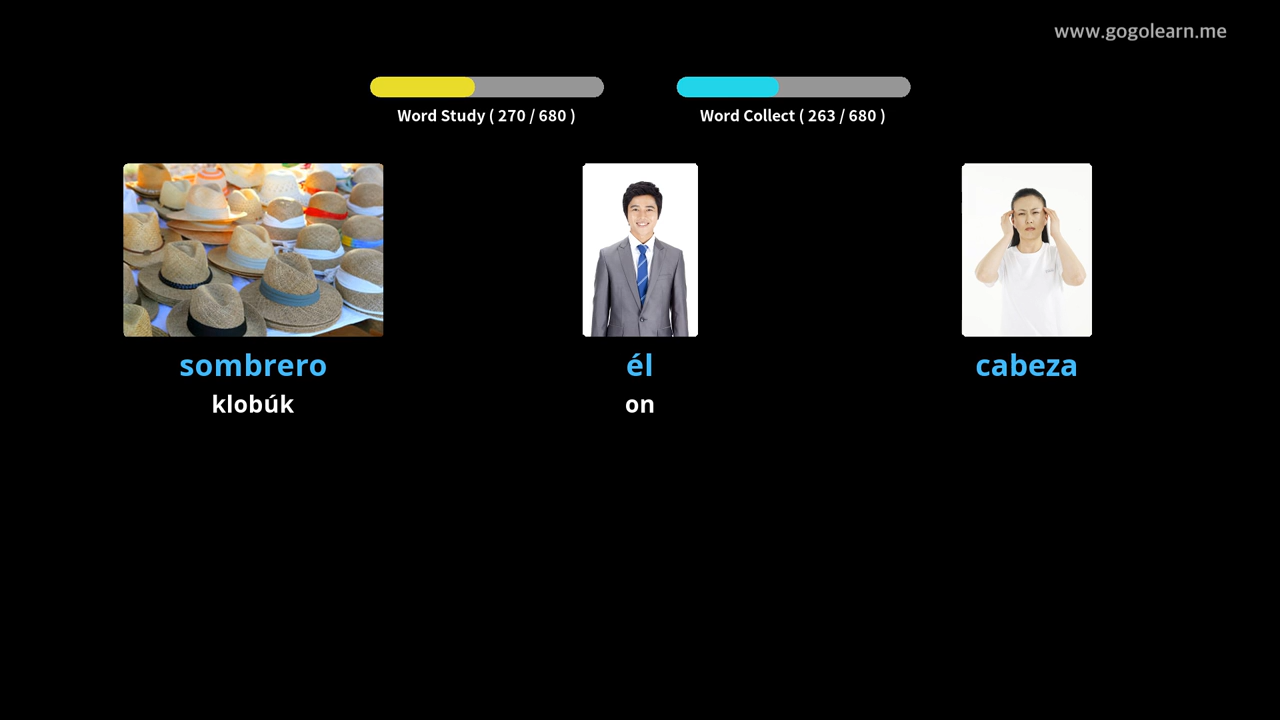 www.gogolearn.me
Word Study ( 270 / 680 )
Word Collect ( 263 / 680 )
sombrero
él
cabeza
klobúk
on